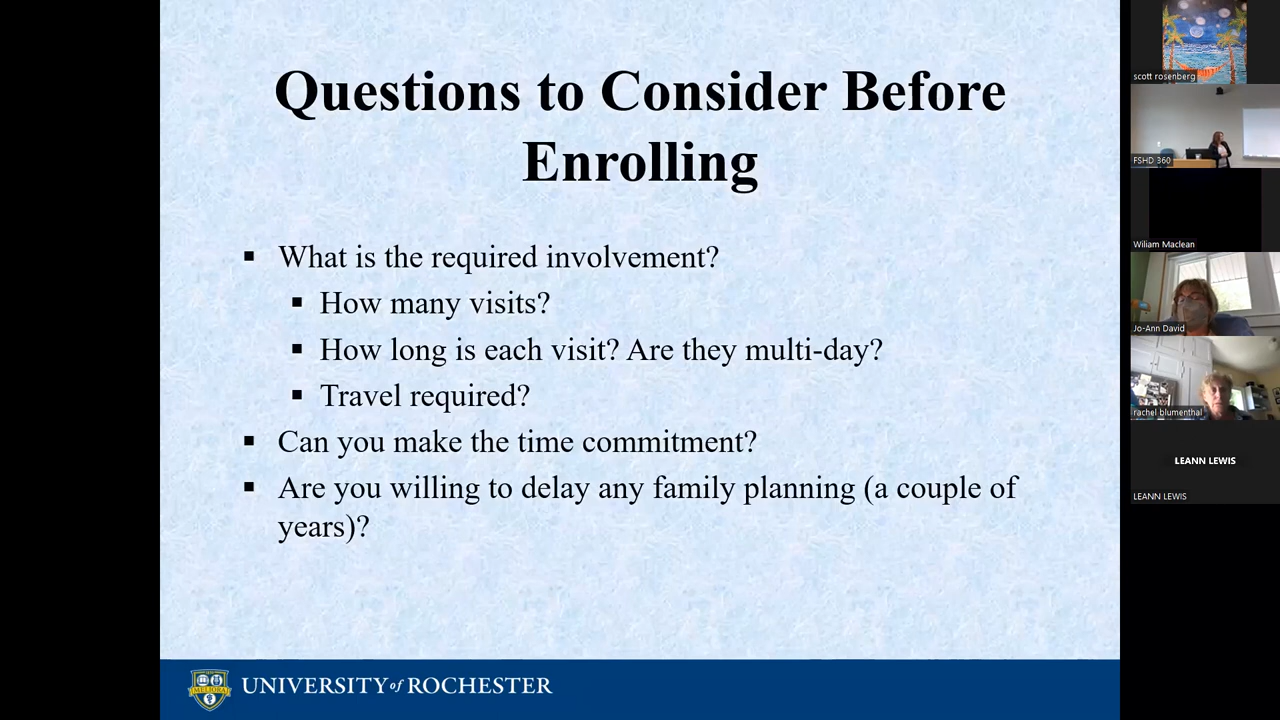 Questions to Consider Before
Enrolling
▪ What is the required involvement?
▪ How many visits?
▪ How long is each visit? Are they multi-day?
▪ Travel required?
▪ Can you make the time commitment?
▪ Are you willing to delay any family planning (a couple of
years)?
MELIORA
UNIVERSITY of ROCHESTER
scott rosenberg
FSHD 360
Wiliam Maclean
Jo-Ann David
rachel blumenthal
LEANN LEWIS
LEANN LEWIS